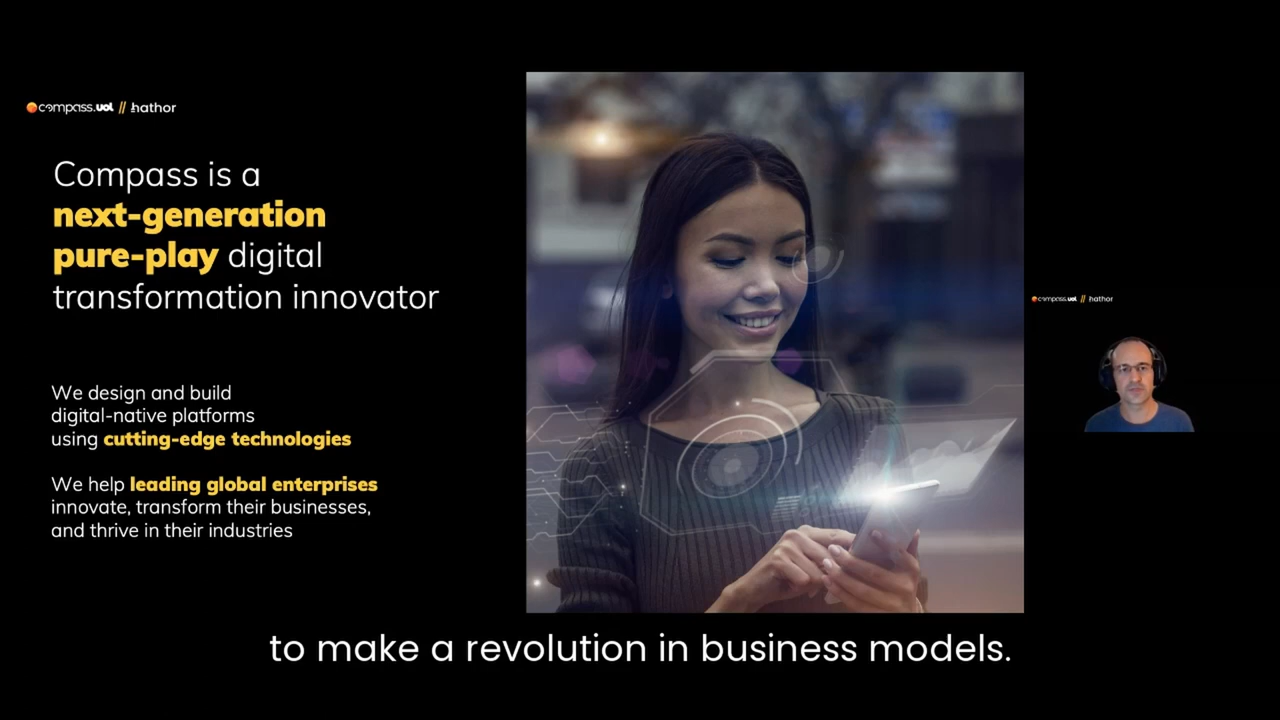 compass.uol // hathor
Compass is a
next-generation
pure-play digital
transformation innovator
We design and build
digital-native platforms
using cutting-edge technologies
We help leading global enterprises
innovate, transform their businesses,
and thrive in their industries
compass.uol // hathor
to make a revolution in business models.